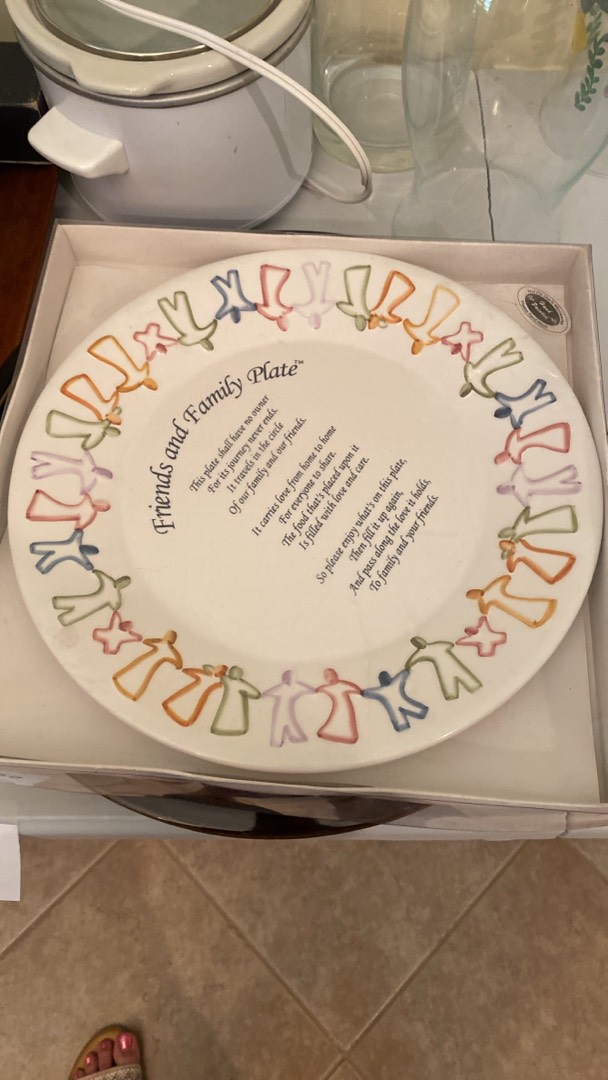 Friends and Family Plate™
This plate shall have no owner
For its journey never ends.
It travels in the circle
Of our family and our friends.
It carries love from home to home
For everyone to share.
The food that's placed upon it
Is filled with love and care.
So please enjoy what's on this plate,
Then fill it up again,
And pass along the love it holds,
To family and your friends.